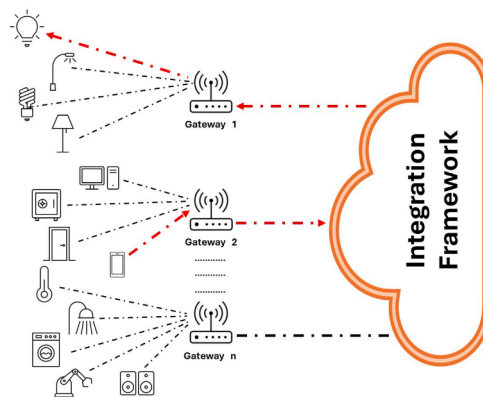 Gateway 1
Gateway 2
Gateway n
Integration
Framework